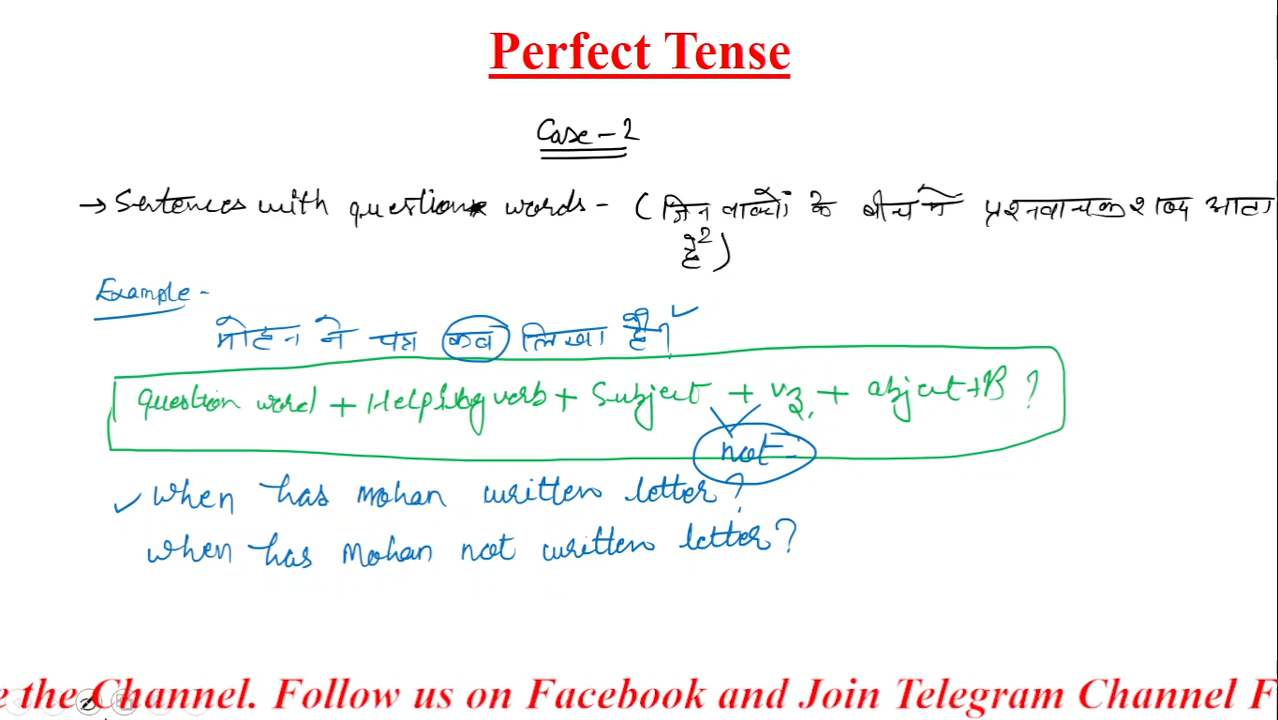 Perfect Tense
Case - 2
→ Sentences with question words - (जिन वाक्यों के बीच में प्रश्नवाचक शब्द आता
है)
Example -
मोहन ने पत्र कब लिखा है। ✓
question word + Helping verb + Subject + V3 + object + B ?
not
✓ when has mohan written letter?
when has mohan not written letter?
e the Channel. Follow us on Facebook and Join Telegram Channel F